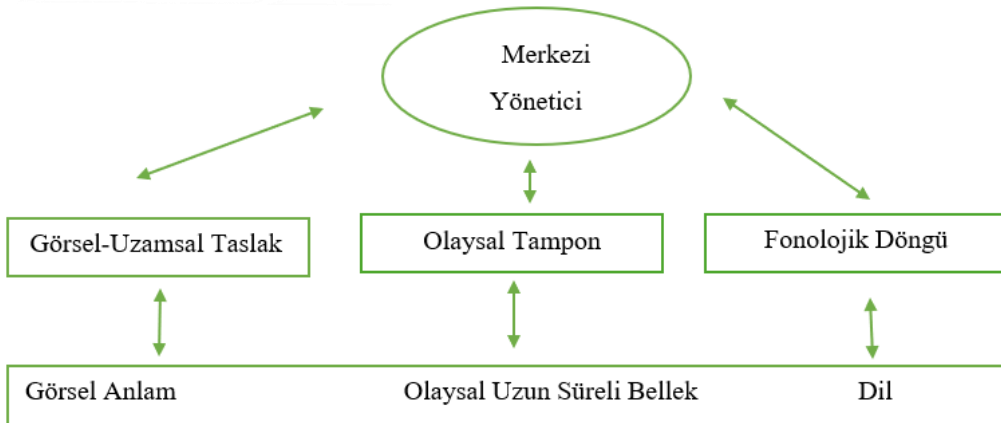 Merkezi
Yönetici
Görsel-Uzamsal Taslak
Olaysal Tampon
Fonolojik Döngü
Görsel Anlam
Olaysal Uzun Süreli Bellek
Dil